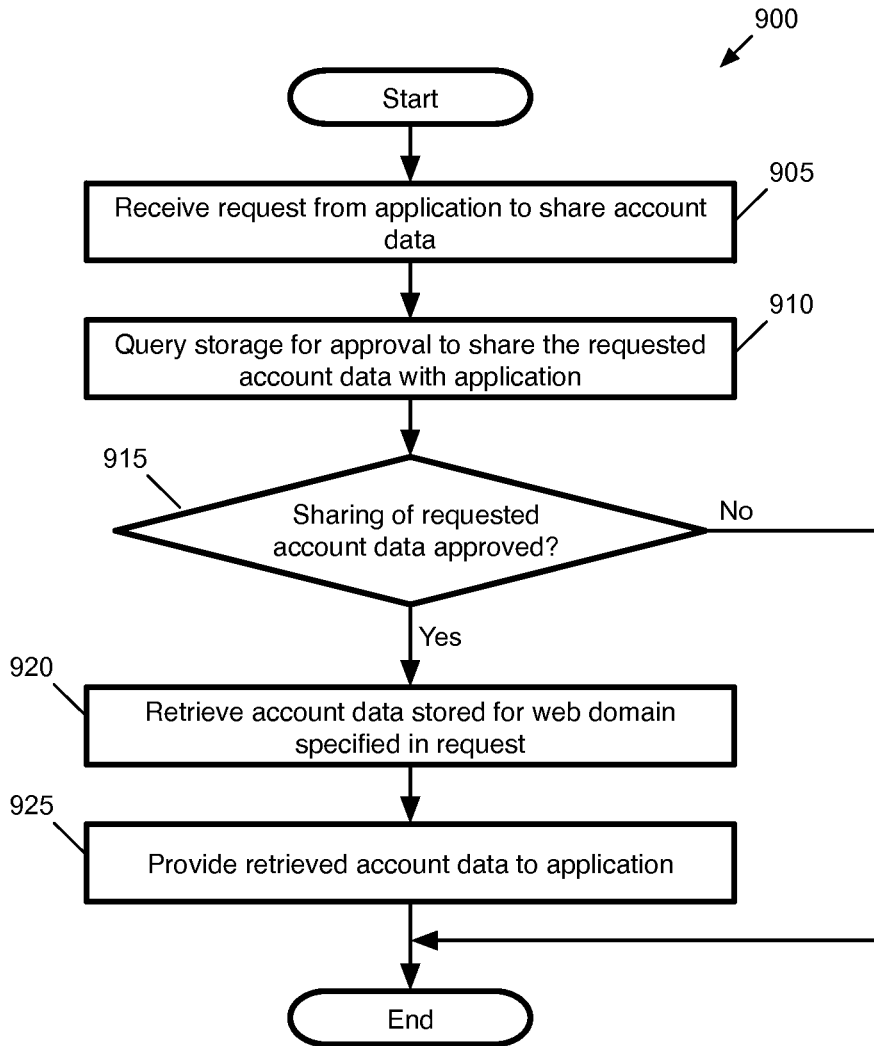 900
Start
905
Receive request from application to share account
data
910
Query storage for approval to share the requested
account data with application
915
Sharing of requested
account data approved?
No
Yes
920
Retrieve account data stored for web domain
specified in request
925
Provide retrieved account data to application
End